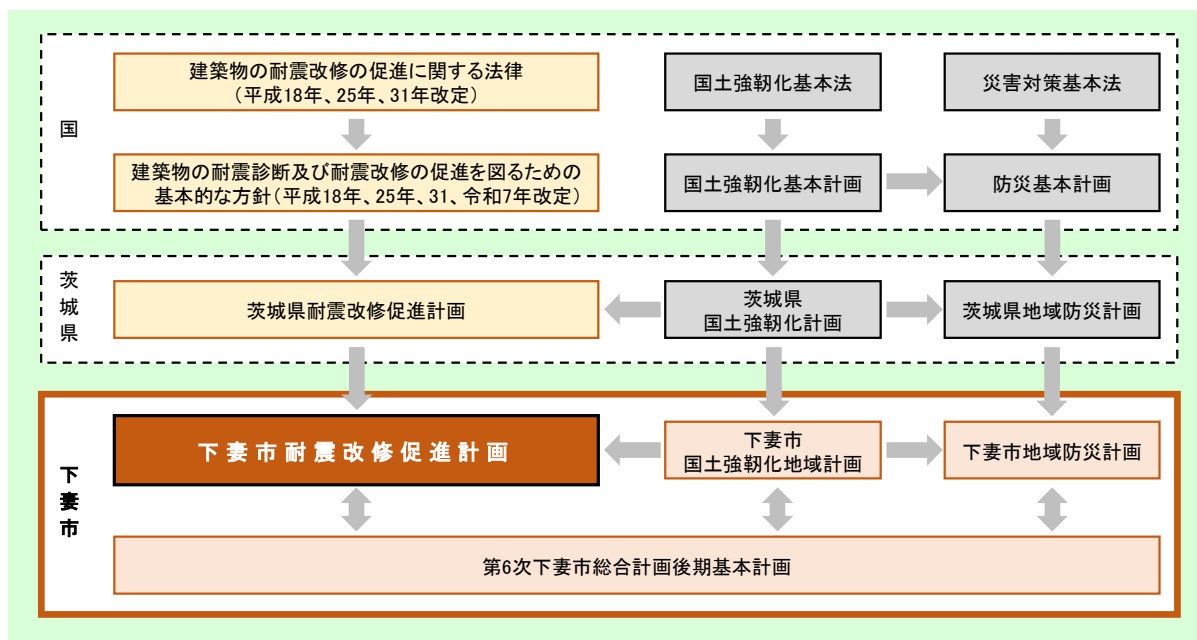 国
建築物の耐震改修の促進に関する法律
(平成18年、25年、31年改定)
国土強靭化基本法
災害対策基本法
建築物の耐震診断及び耐震改修の促進を図るための
基本的な方針(平成18年、25年、31、令和7年改定)
国土強靭化基本計画
防災基本計画
茨城県
茨城県耐震改修促進計画
茨城県
国土強靭化計画
茨城県地域防災計画
下妻市
下妻市耐震改修促進計画
下妻市
国土強靭化地域計画
下妻市地域防災計画
第6次下妻市総合計画後期基本計画